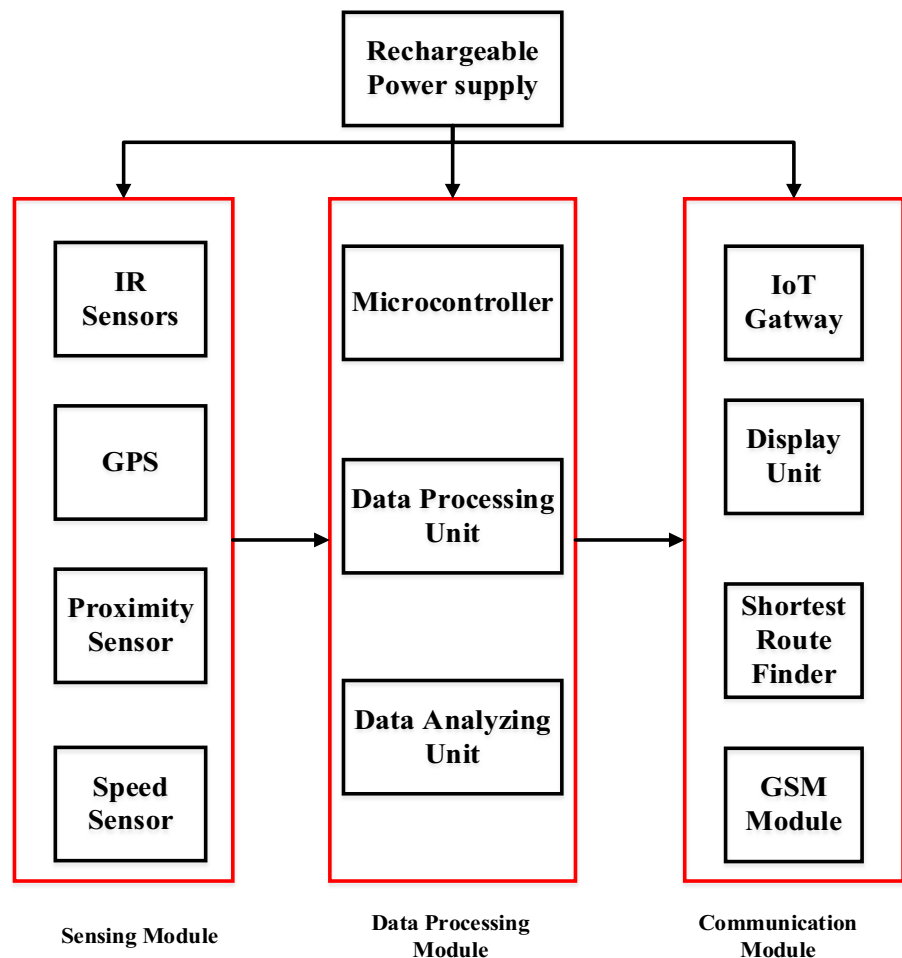 Rechargeable
Power supply
IR
Sensors
GPS
Proximity
Sensor
Speed
Sensor
Sensing Module
Microcontroller
Data Processing
Unit
Data Analyzing
Unit
Data Processing
Module
IoT
Gatway
Display
Unit
Shortest
Route
Finder
GSM
Module
Communication
Module